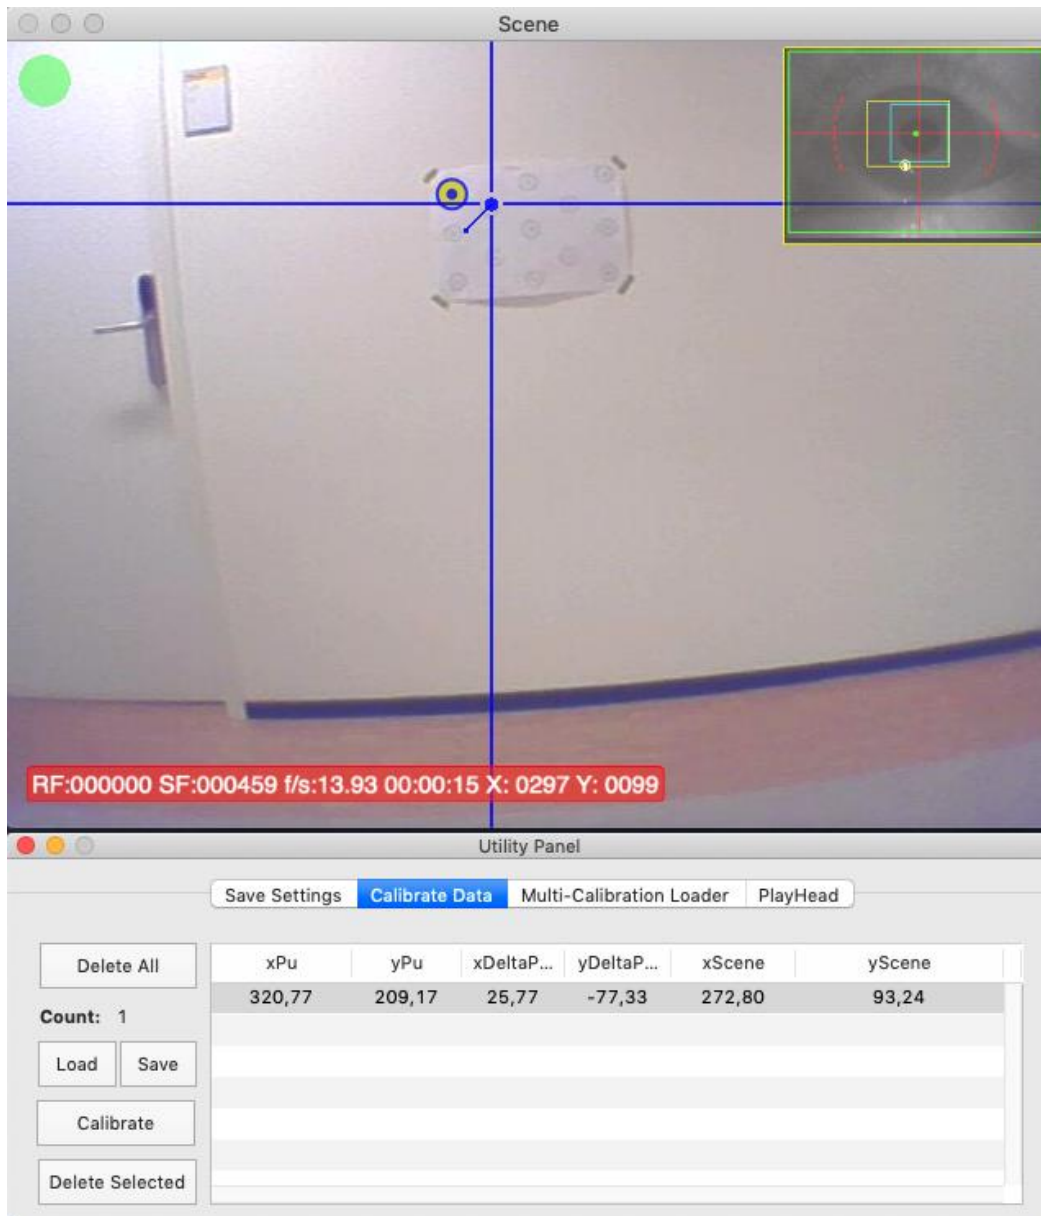 Scene
RF:000000 SF:000459 f/s:13.93 00:00:15 X: 0297 Y: 0099
Utility Panel
Save Settings Calibrate Data Multi-Calibration Loader PlayHead
Delete All
Count: 1
Load Save
Calibrate
Delete Selected
xPu yPu xDeltaP... yDeltaP... xScene yScene
320,77 209,17 25,77 -77,33 272,80 93,24